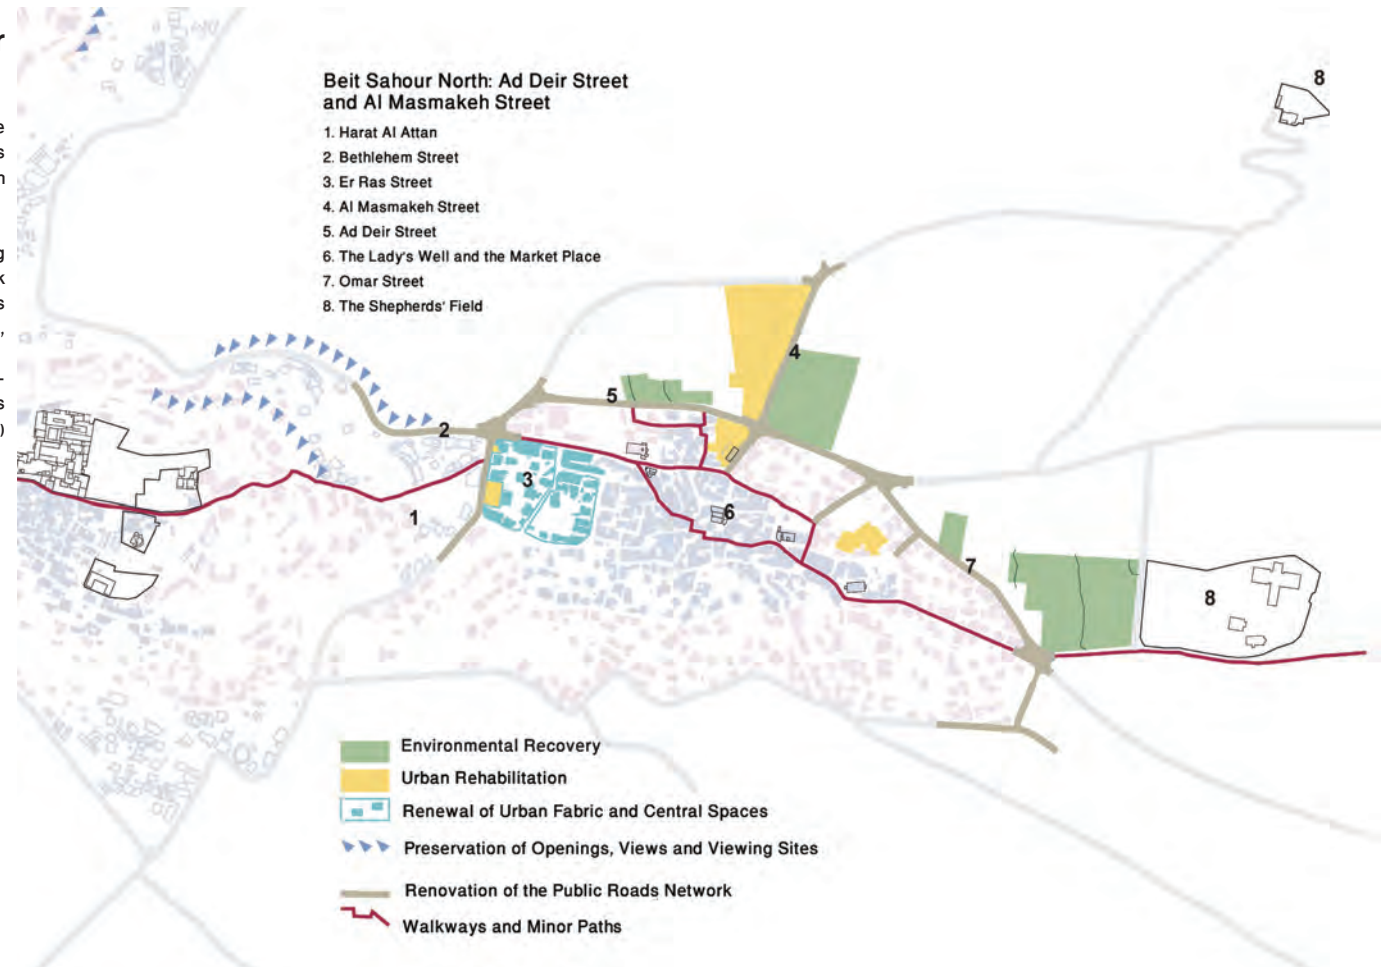 r
e
s
n
g
k
s
,
-
s
)
Beit Sahour North: Ad Deir Street
and Al Masmakeh Street
1. Harat Al Attan
2. Bethlehem Street
3. Er Ras Street
4. Al Masmakeh Street
5. Ad Deir Street
6. The Lady's Well and the Market Place
7. Omar Street
8. The Shepherds' Field
8
4
5
2
3
1
6
7
8
Environmental Recovery
Urban Rehabilitation
Renewal of Urban Fabric and Central Spaces
Preservation of Openings, Views and Viewing Sites
Renovation of the Public Roads Network
Walkways and Minor Paths